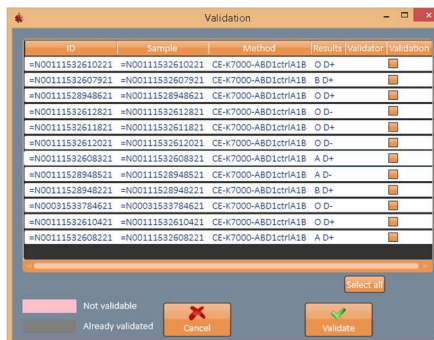 Validation
ID Sample Method Results Validator Validation
=N00111532610221 =N00111532610221 CE-K7000-ABD1ctrlA1B O D+
=N00111532607921 =N00111532607921 CE-K7000-ABD1ctrlA1B B D+
=N00111528948621 =N00111528948621 CE-K7000-ABD1ctrlA1B O D+
=N00111532612821 =N00111532612821 CE-K7000-ABD1ctrlA1B O D-
=N00111532611821 =N00111532611821 CE-K7000-ABD1ctrlA1B O D+
=N00111532612021 =N00111532612021 CE-K7000-ABD1ctrlA1B O D-
=N00111532608321 =N00111532608321 CE-K7000-ABD1ctrlA1B A D+
=N00111528948521 =N00111528948521 CE-K7000-ABD1ctrlA1B A D-
=N00111528948221 =N00111528948221 CE-K7000-ABD1ctrlA1B B D+
=N00031533784621 =N00031533784621 CE-K7000-ABD1ctrlA1B O D-
=N00111532610421 =N00111532610421 CE-K7000-ABD1ctrlA1B O D+
=N00111532608221 =N00111532608221 CE-K7000-ABD1ctrlA1B A D+
Select all
Not validable
Already validated
Cancel
Validate